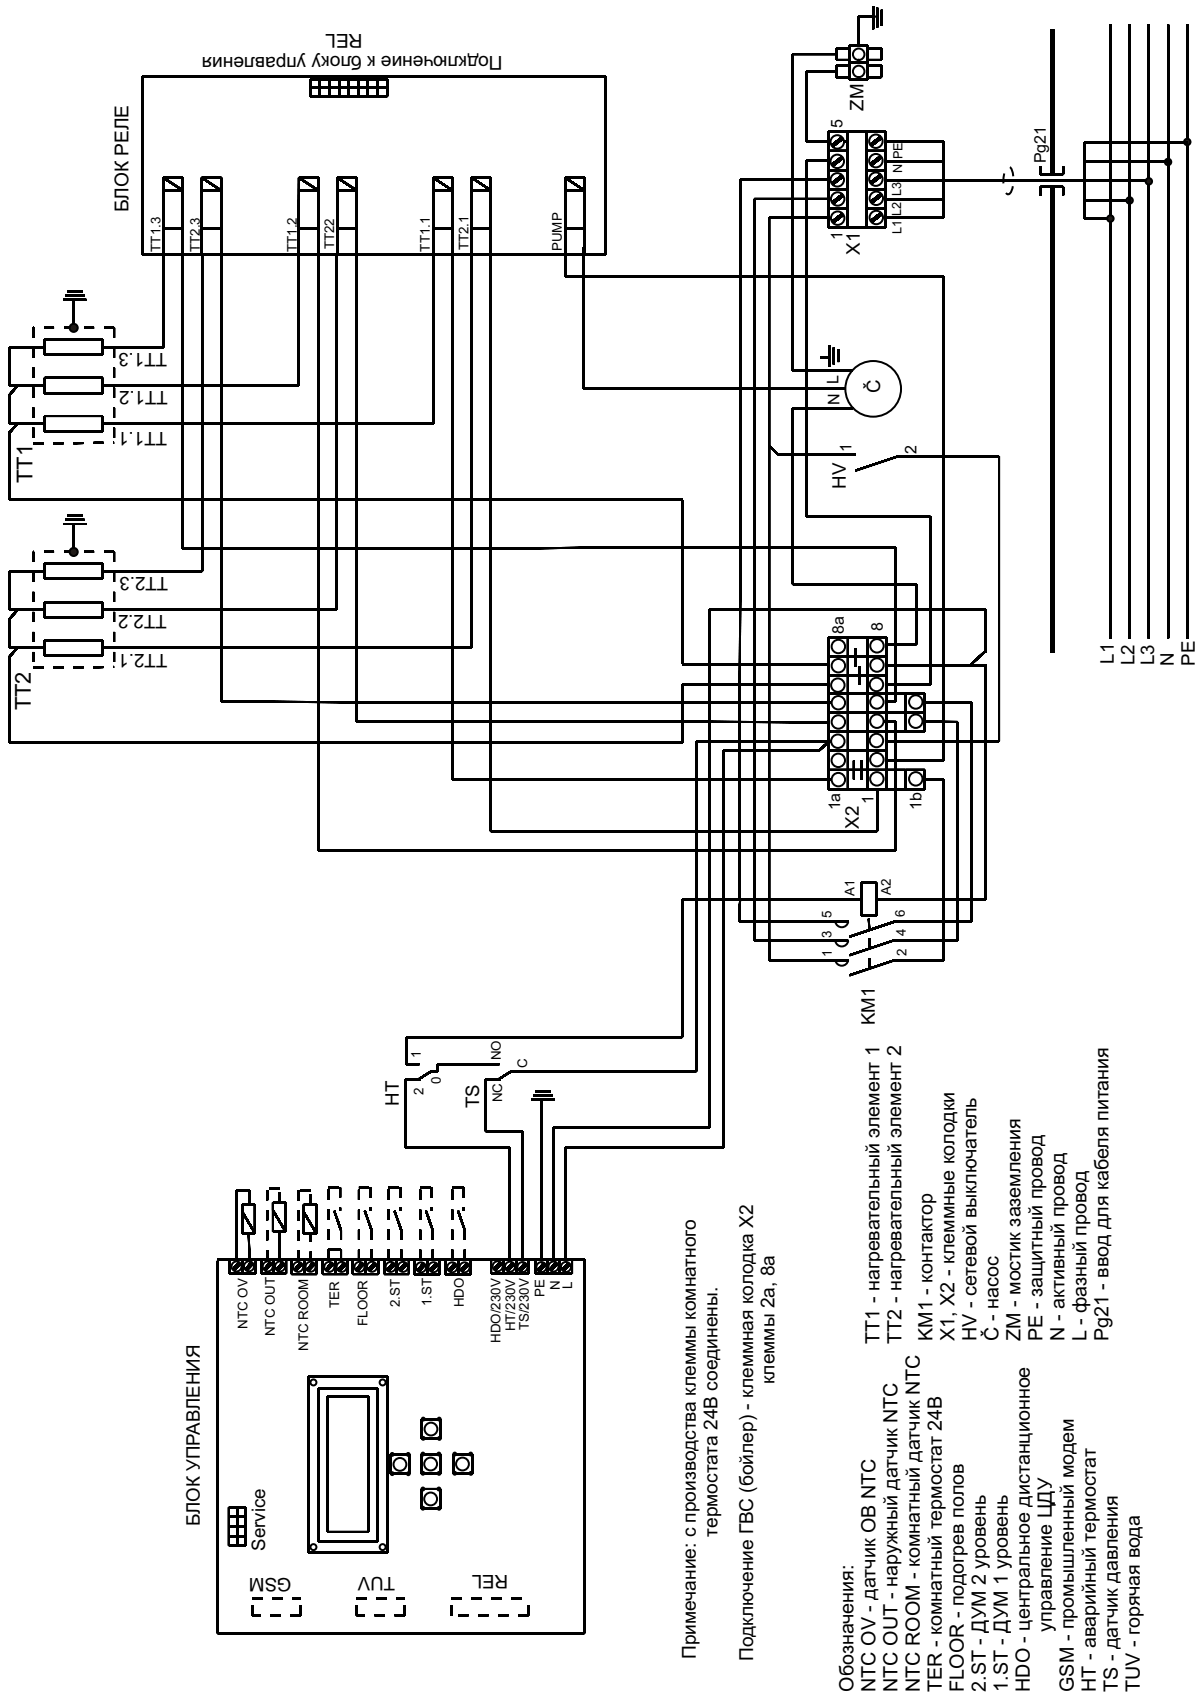 БЛОК УПРАВЛЕНИЯ
Service
GSM
TUV
REL
NTC OV
NTC OUT
NTC ROOM
TER
FLOOR
2.ST
1.ST
HDO
HDO/230V
HT/230V
TS/230V
PE
N
L
HT
1
2
0
TS
NO
NC
C
БЛОК РЕЛЕ
Подключение к блоку управления
REL
TT1.3
TT2.3
TT1.2
TT22
TT1.1
TT2.1
PUMP
TT1
TT1.3
TT1.2
TT1.1
TT2
TT2.3
TT2.2
TT2.1
KM1
1
3
5
2
4
6
A1
A2
X2
1a
1
1b
8a
8
HV
1
2
N
L
Č
X1
1
5
L1
L2
L3
N
PE
ZM
Pg21
L1
L2
L3
N
PE
Примечание: с производства клеммы комнатного
термостата 24В соединены.
Подключение ГВС (бойлер) - клеммная колодка X2
клеммы 2a, 8a
Обозначения:
NTC OV - датчик ОВ NTC
NTC OUT - наружный датчик NTC
NTC ROOM - комнатный датчик NTC
TER - комнатный термостат 24В
FLOOR - подогрев полов
2.ST - ДУМ 2 уровень
1.ST - ДУМ 1 уровень
HDO - центральное дистанционное
управление ЦДУ
GSM - промышленный модем
HT - аварийный термостат
TS - датчик давления
TUV - горячая вода
TT1 - нагревательный элемент 1
TT2 - нагревательный элемент 2
KM1 - контактор
X1, X2 - клеммные колодки
HV - сетевой выключатель
Č - насос
ZM - мостик заземления
PE - защитный провод
N - активный провод
L - фазный провод
Pg21 - ввод для кабеля питания